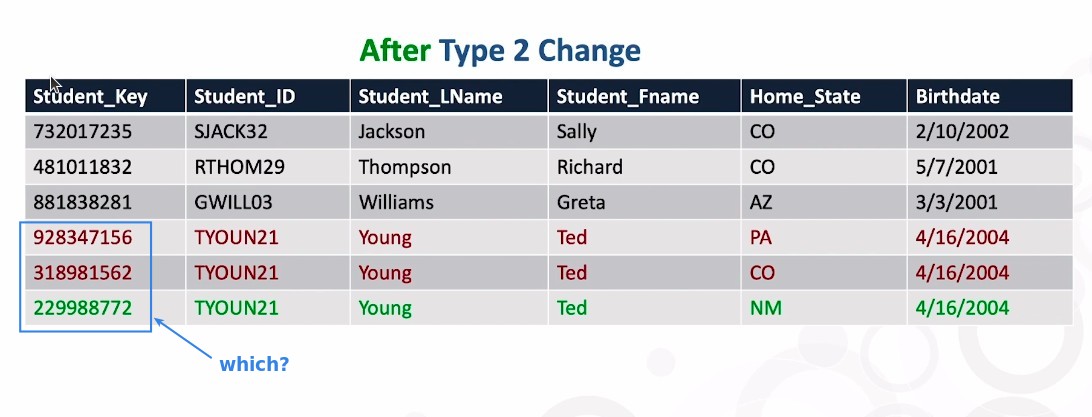 After Type 2 Change
Student_Key Student_ID Student_LName Student_Fname Home_State Birthdate
732017235 SJACK32 Jackson Sally CO 2/10/2002
481011832 RTHOM29 Thompson Richard CO 5/7/2001
881838281 GWILL03 Williams Greta AZ 3/3/2001
928347156 TYOUN21 Young Ted PA 4/16/2004
318981562 TYOUN21 Young Ted CO 4/16/2004
229988772 TYOUN21 Young Ted NM 4/16/2004
which?